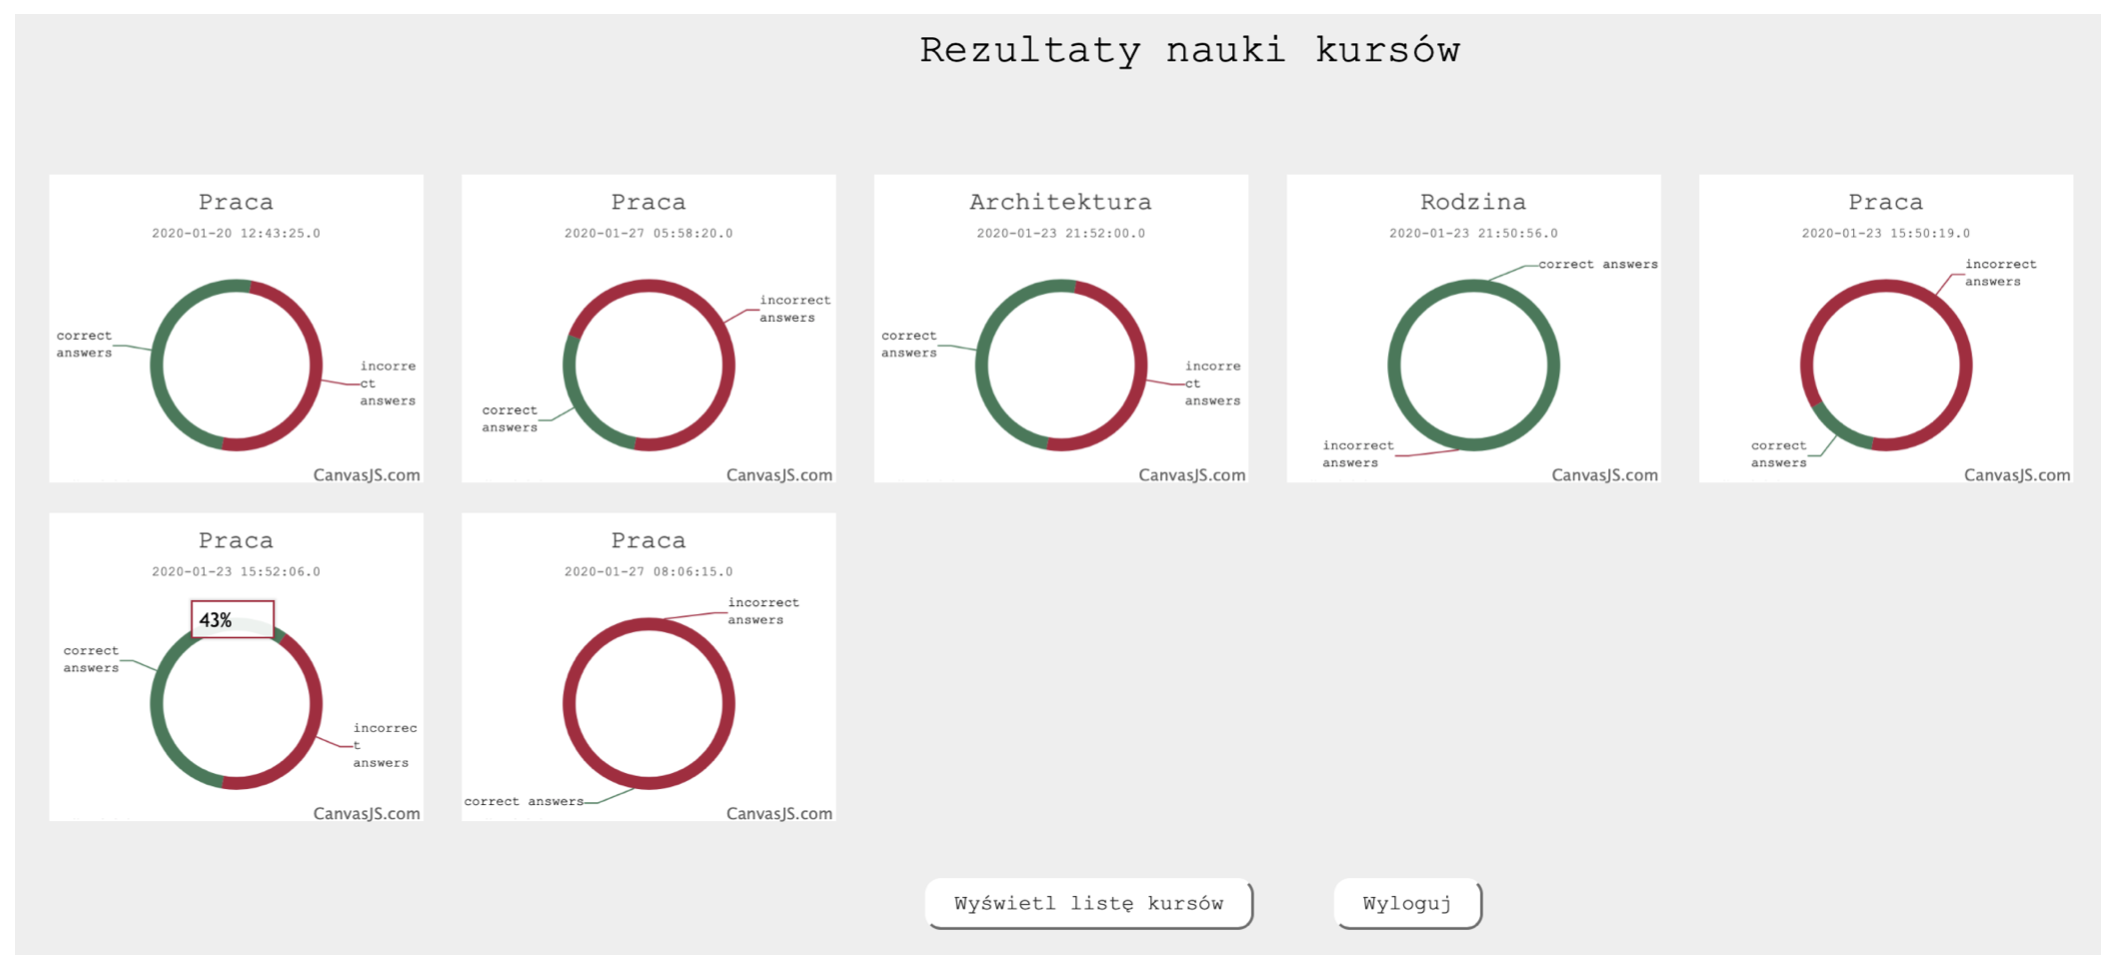 Rezultaty nauki kursów
Praca
2020-01-20 12:43:25.0
correct
answers
incorre
ct
answers
CanvasJS.com
Praca
2020-01-27 05:58:20.0
incorrect
answers
correct
answers
CanvasJS.com
Architektura
2020-01-23 21:52:00.0
correct
answers
incorre
ct
answers
CanvasJS.com
Rodzina
2020-01-23 21:50:56.0
correct answers
incorrect
answers
CanvasJS.com
Praca
2020-01-23 15:50:19.0
incorrect
answers
correct
answers
CanvasJS.com
Praca
2020-01-23 15:52:06.0
43%
correct
answers
incorrec
t
answers
CanvasJS.com
Praca
2020-01-27 08:06:15.0
incorrect
answers
correct answers
CanvasJS.com
Wyświetl listę kursów
Wyloguj